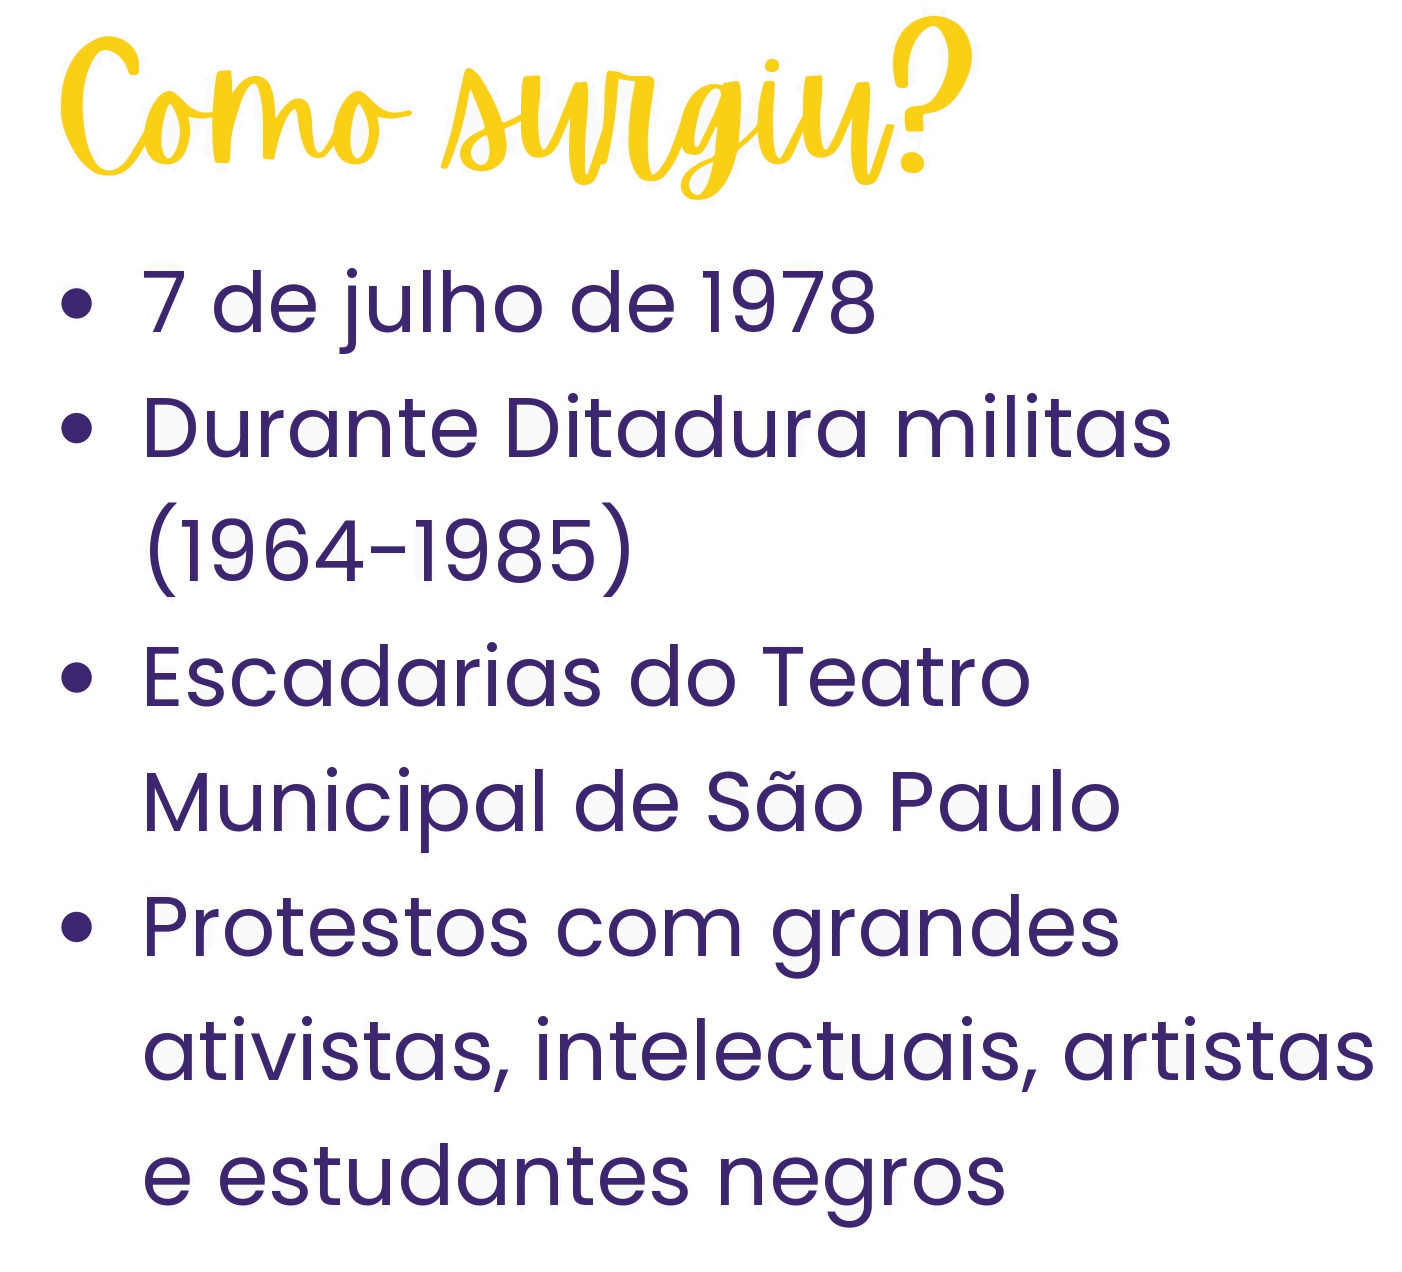 Como surgiu?
• 7 de julho de 1978
• Durante Ditadura militas
(1964-1985)
• Escadarias do Teatro
Municipal de São Paulo
• Protestos com grandes
ativistas, intelectuais, artistas
e estudantes negros